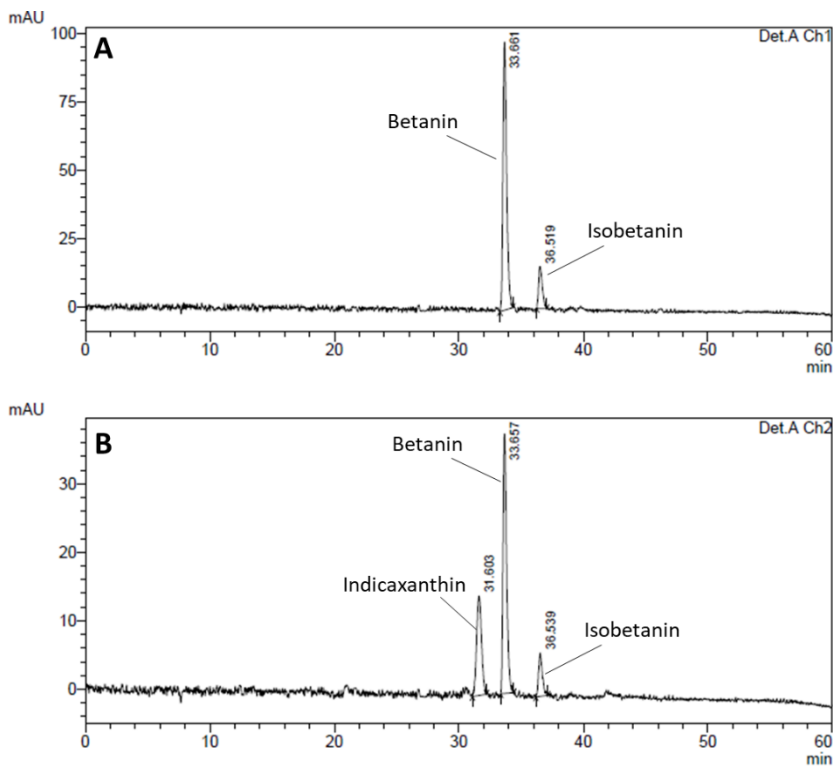 mAU
A
Det.A Ch1
100
75
50
25
0
33.661
Betanin
36.519
Isobetanin
0 10 20 30 40 50 60
min
mAU
B
Det.A Ch2
30
20
10
0
Betanin
33.657
31.603
Indicaxanthin
36.539
Isobetanin
0 10 20 30 40 50 60
min